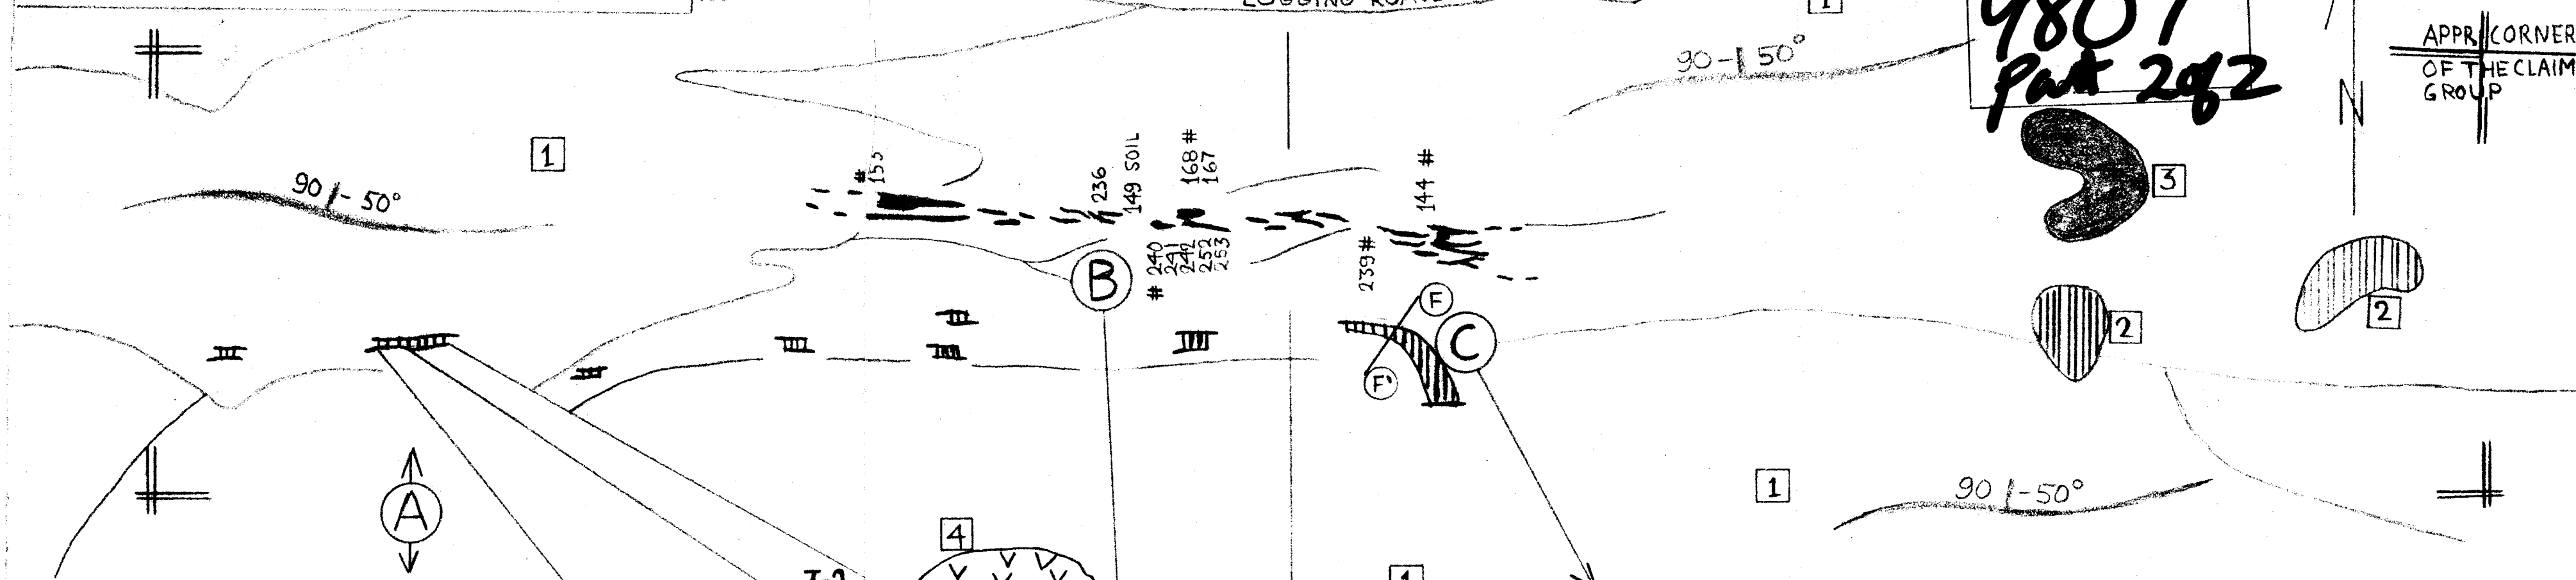 1
9807
Part 2 of 2
APPR. CORNER
OF THE CLAIM
GROUP
90-| 50°
N
1
3
90 |- 50°
# 155
236
149 SOIL
168 #
167
144 #
# 240
241
242
252
253
239 #
B
F
C
F'
2
2
A
4
1
90 |-50°
1